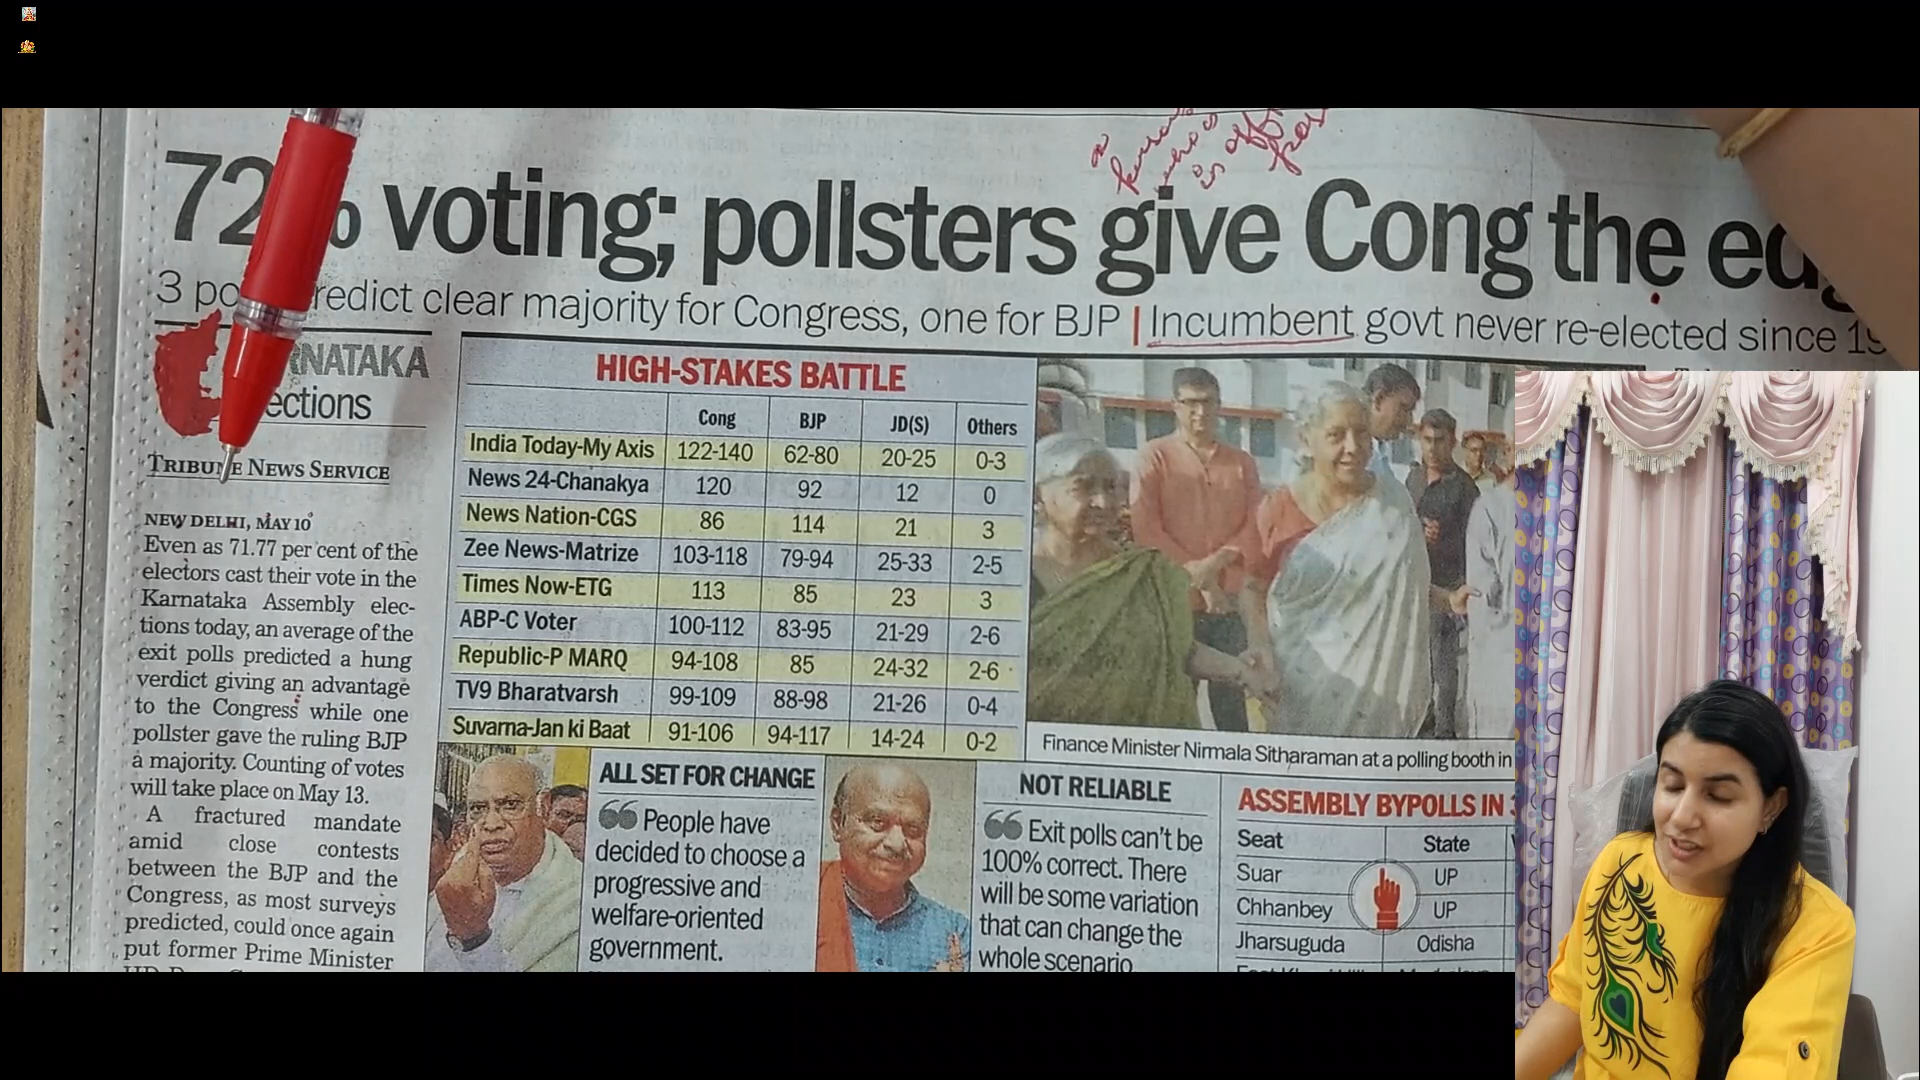 72% voting; pollsters give Cong the
3 predict clear majority for Congress, one for BJP | Incumbent govt never re-elected since
NATAKA
ections
TRIBUNE NEWS SERVICE
NEW DELHI, MAY 10
Even as 71.77 per cent of the
electors cast their vote in the
Karnataka Assembly elec-
tions today, an average of the
exit polls predicted a hung
verdict giving an advantage
to the Congress while one
pollster gave the ruling BJP
a majority. Counting of votes
will take place on May 13.
A fractured mandate
amid close contests
between the BJP and the
Congress, as most surveys
predicted, could once again
put former Prime Minister
HIGH-STAKES BATTLE
Cong BJP JD(S) Others
India Today-My Axis 122-140 62-80 20-25 0-3
News 24-Chanakya 120 92 12 0
News Nation-CGS 86 114 21 3
Zee News-Matrize 103-118 79-94 25-33 2-5
Times Now-ETG 113 85 23 3
ABP-C Voter 100-112 83-95 21-29 2-6
Republic-P MARQ 94-108 85 24-32 2-6
TV9 Bharatvarsh 99-109 88-98 21-26 0-4
Suvarna-Jan ki Baat 91-106 94-117 14-24 0-2
Finance Minister Nirmala Sitharaman at a polling booth in
ALL SET FOR CHANGE
People have
decided to choose a
progressive and
welfare-oriented
government.
NOT RELIABLE
Exit polls can't be
100% correct. There
will be some variation
that can change the
whole scenario
ASSEMBLY BYPOLLS IN
Seat State
Suar UP
Chhanbey UP
Jharsuguda Odisha